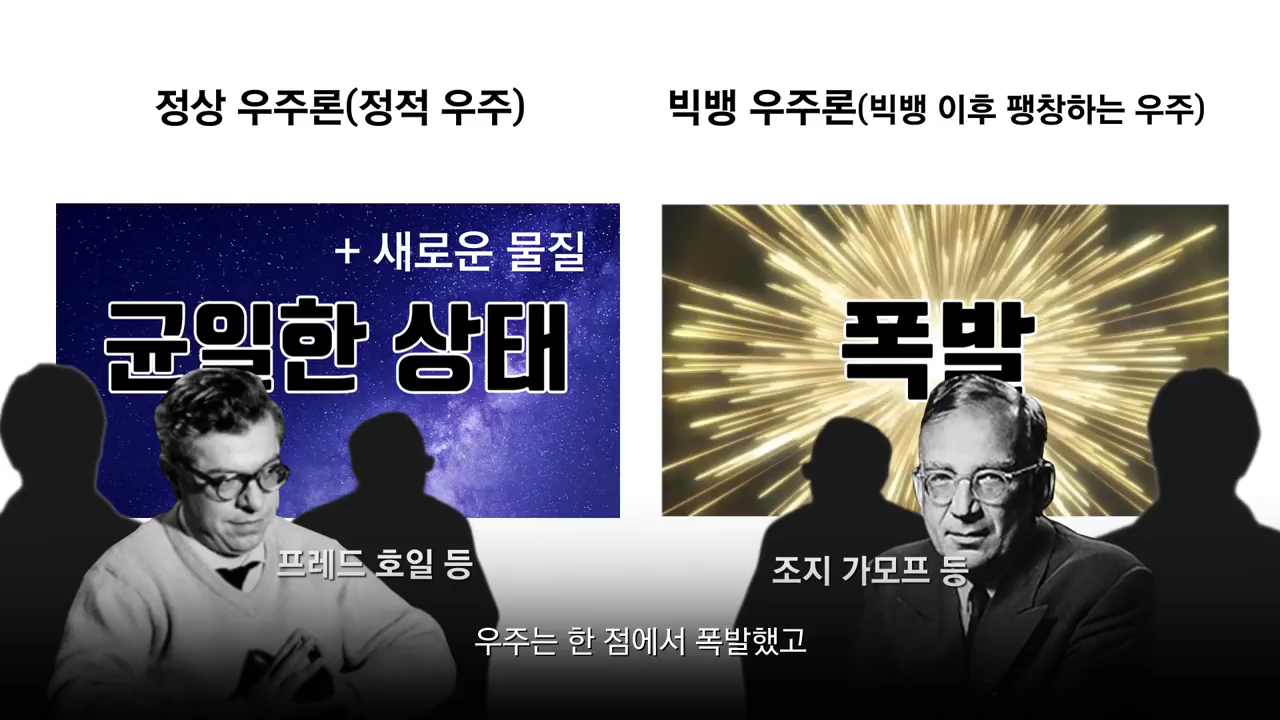 정상 우주론(정적 우주)
빅뱅 우주론(빅뱅 이후 팽창하는 우주)
+ 새로운 물질
균일한 상태
폭발
프레드 호일 등
조지 가모프 등
우주는 한 점에서 폭발했고